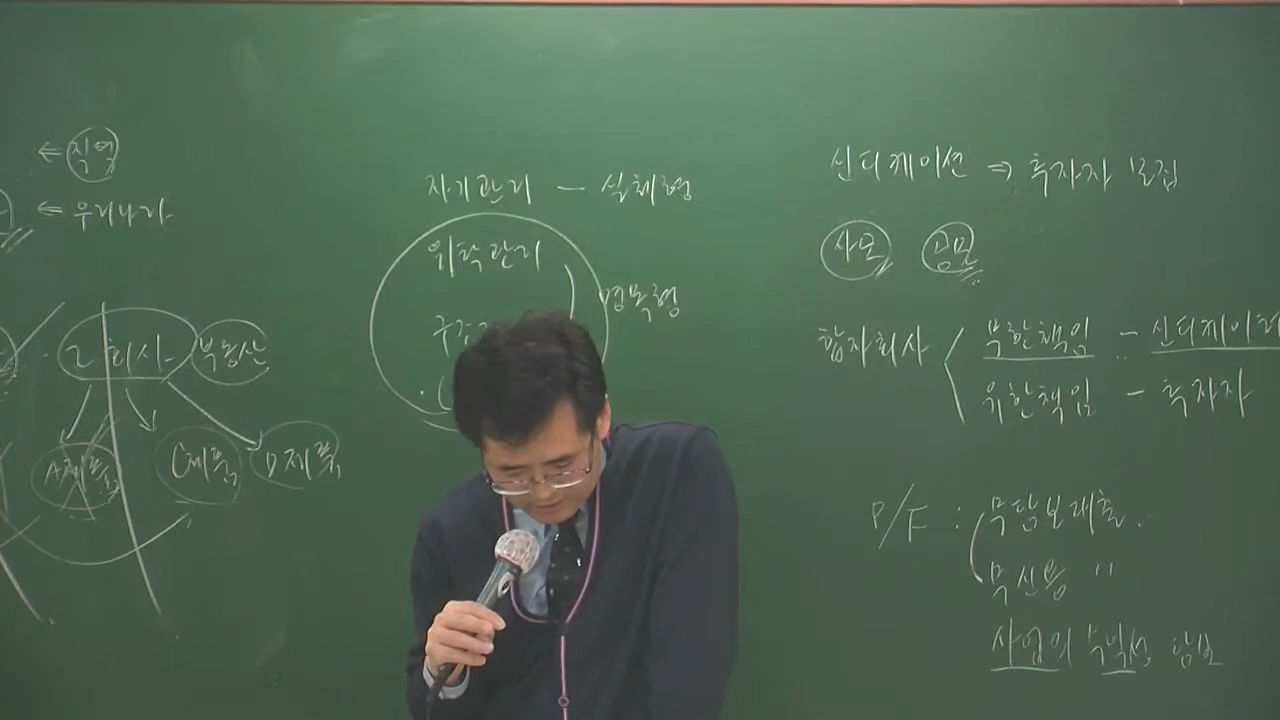 ⇐ 직역
⇐ 우리나라
회사 부동산
A제품 C제품 D제품
자기관리 — 실체형
위탁관리
명목형
신디케이션 ⇒ 투자자 모집
사모 공모
합자회사 무한책임 - 신디케이터
유한책임 - 투자자
P/F : 무담보대출.
무신용 "
사업의 수익성 담보